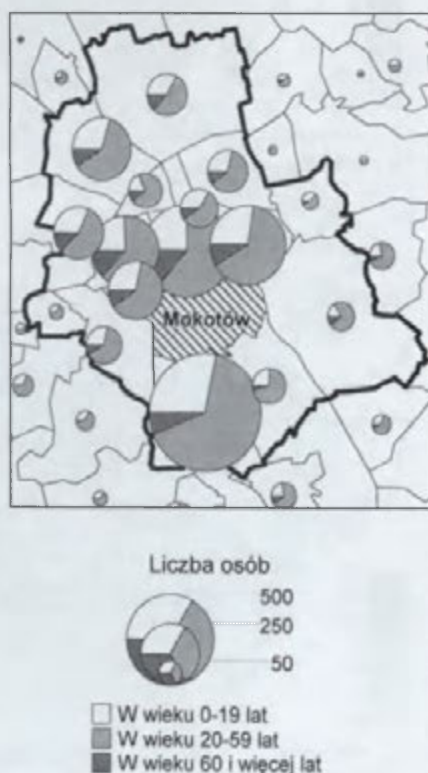 Mokotów
Liczba osób
500
250
50
W wieku 0-19 lat
W wieku 20-59 lat
W wieku 60 i więcej lat